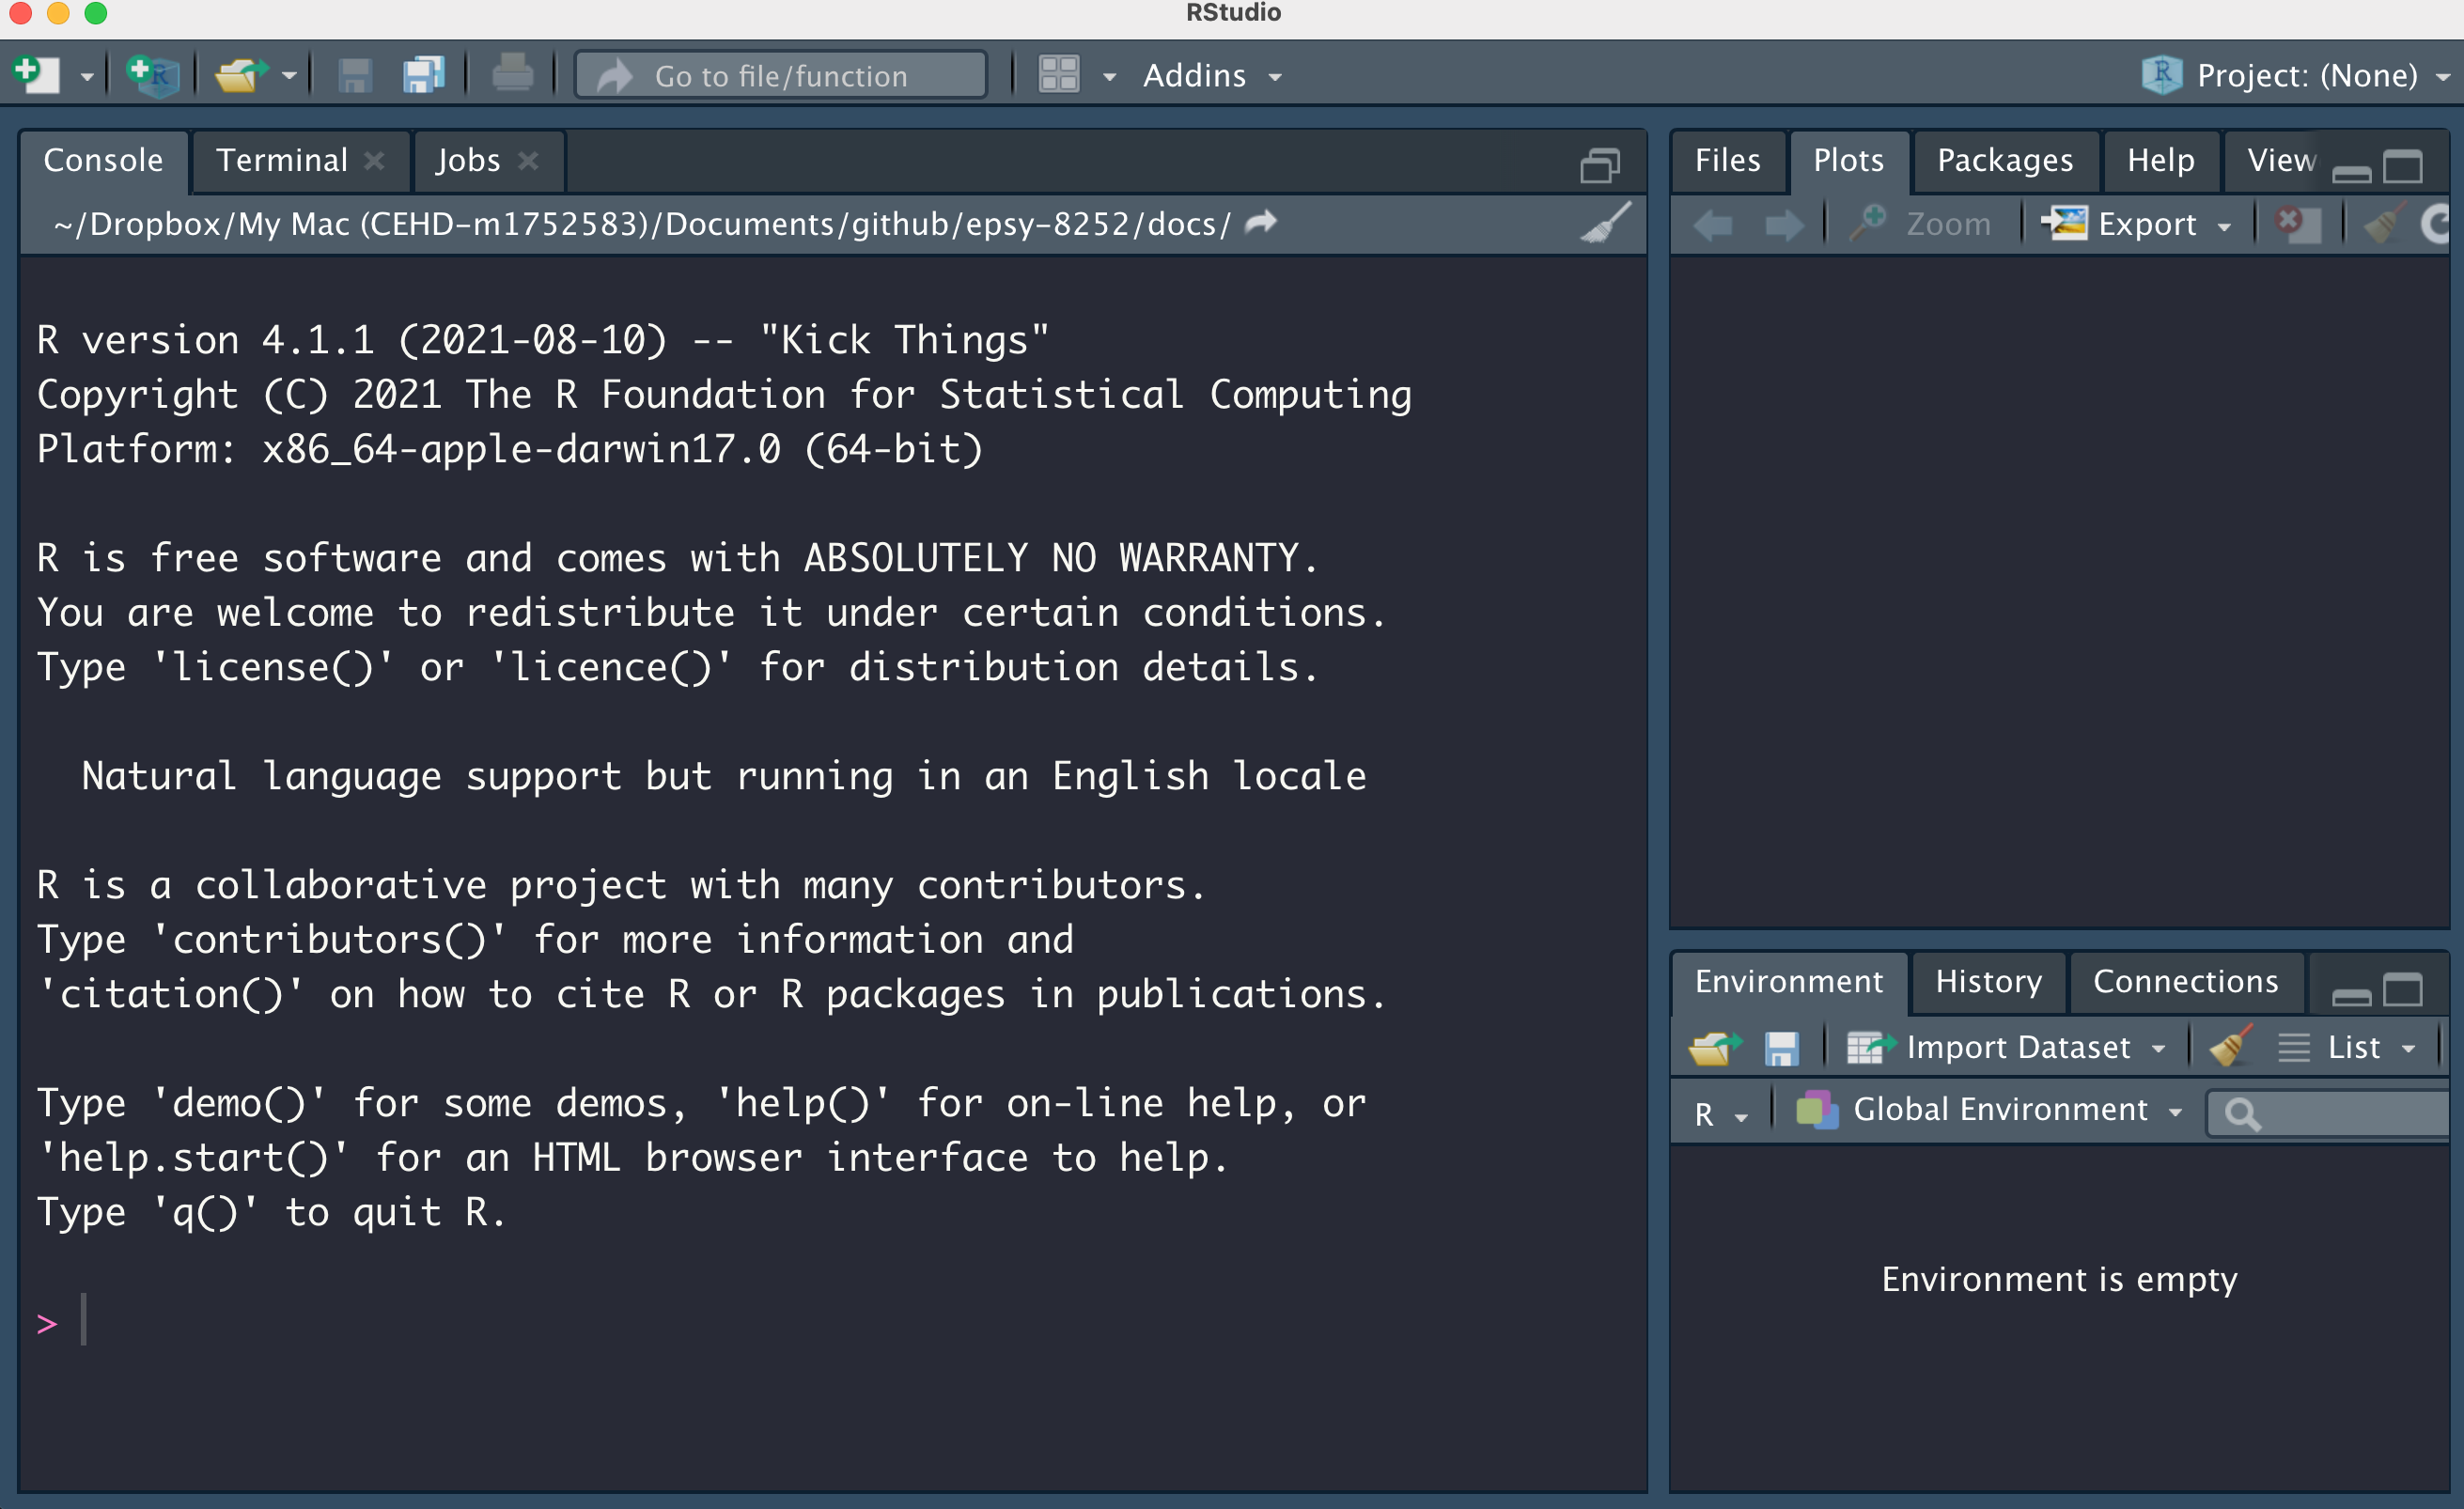 RStudio
Go to file/function
Addins
Project: (None)
Console
Terminal
Jobs
~/Dropbox/My Mac (CEHD-m1752583)/Documents/github/epsy-8252/docs/
R version 4.1.1 (2021-08-10) -- "Kick Things"
Copyright (C) 2021 The R Foundation for Statistical Computing
Platform: x86_64-apple-darwin17.0 (64-bit)
R is free software and comes with ABSOLUTELY NO WARRANTY.
You are welcome to redistribute it under certain conditions.
Type 'license()' or 'licence()' for distribution details.
Natural language support but running in an English locale
R is a collaborative project with many contributors.
Type 'contributors()' for more information and
'citation()' on how to cite R or R packages in publications.
Type 'demo()' for some demos, 'help()' for on-line help, or
'help.start()' for an HTML browser interface to help.
Type 'q()' to quit R.
>
Files
Plots
Packages
Help
View
Zoom
Export
Environment
History
Connections
Import Dataset
List
R
Global Environment
Environment is empty